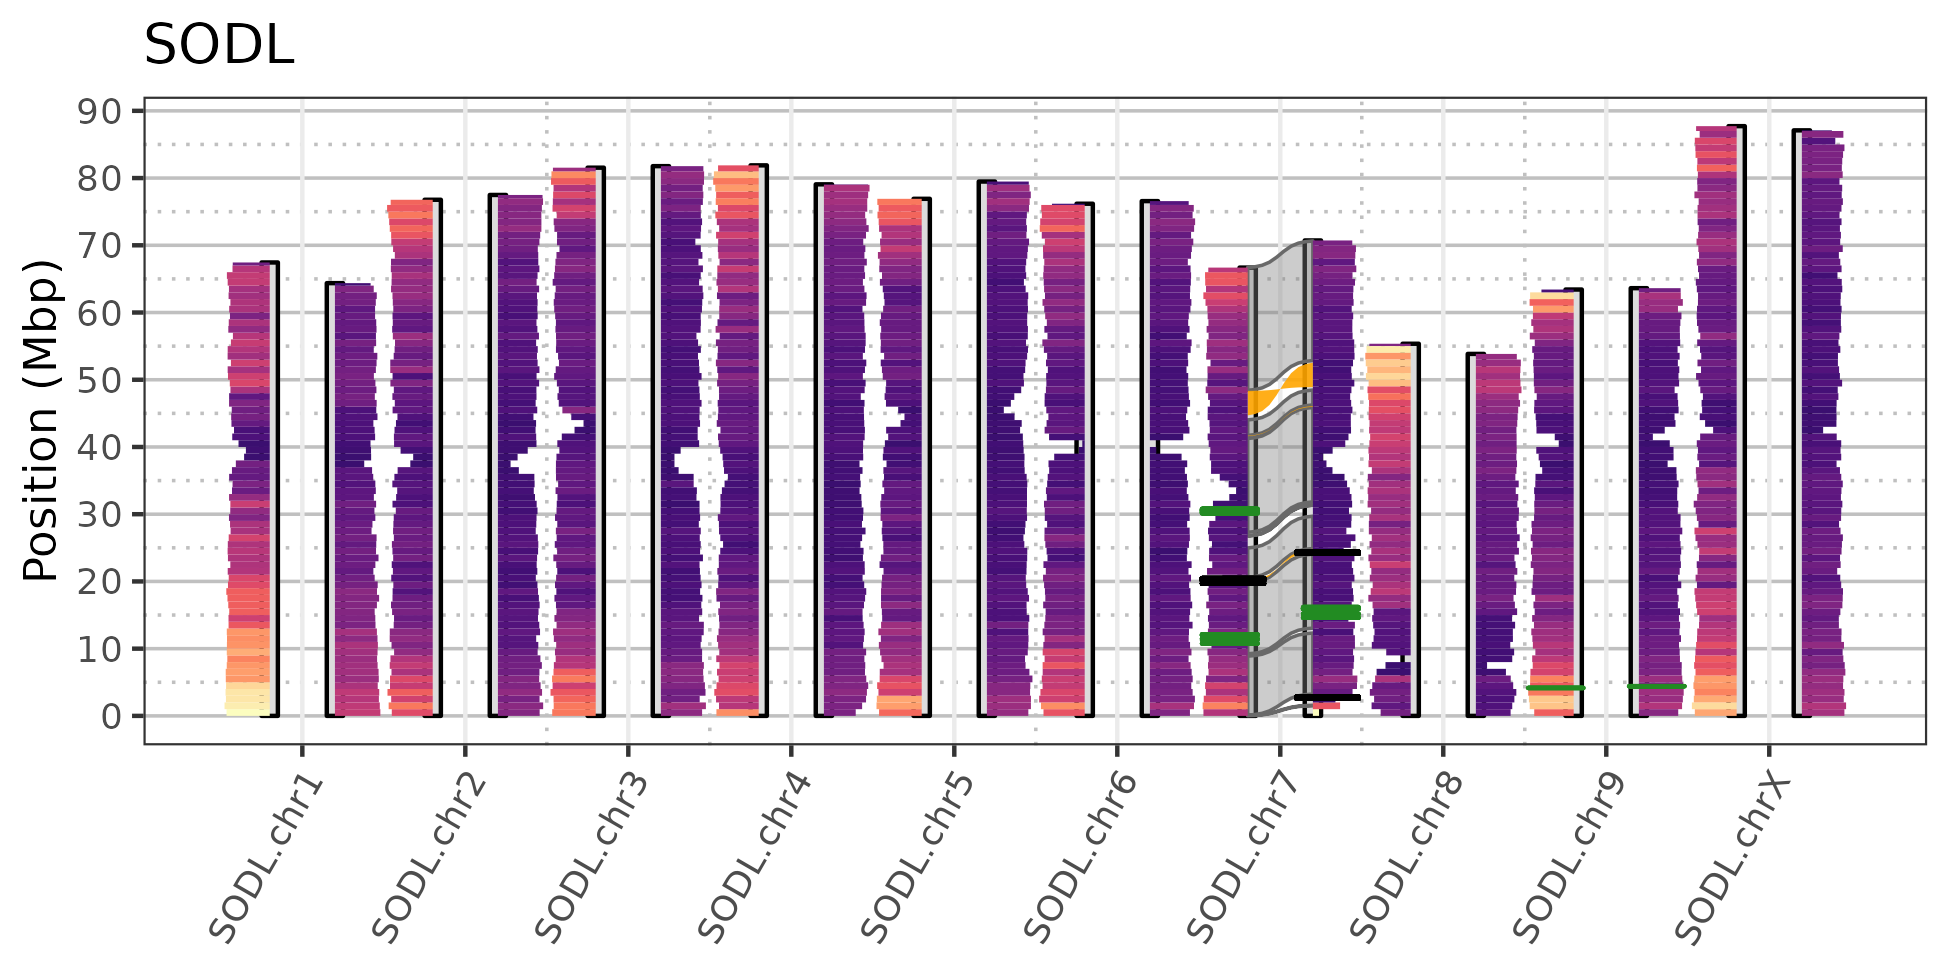 SODL
Position (Mbp)
90
80
70
60
50
40
30
20
10
0
SODL.chr1
SODL.chr2
SODL.chr3
SODL.chr4
SODL.chr5
SODL.chr6
SODL.chr7
SODL.chr8
SODL.chr9
SODL.chrX